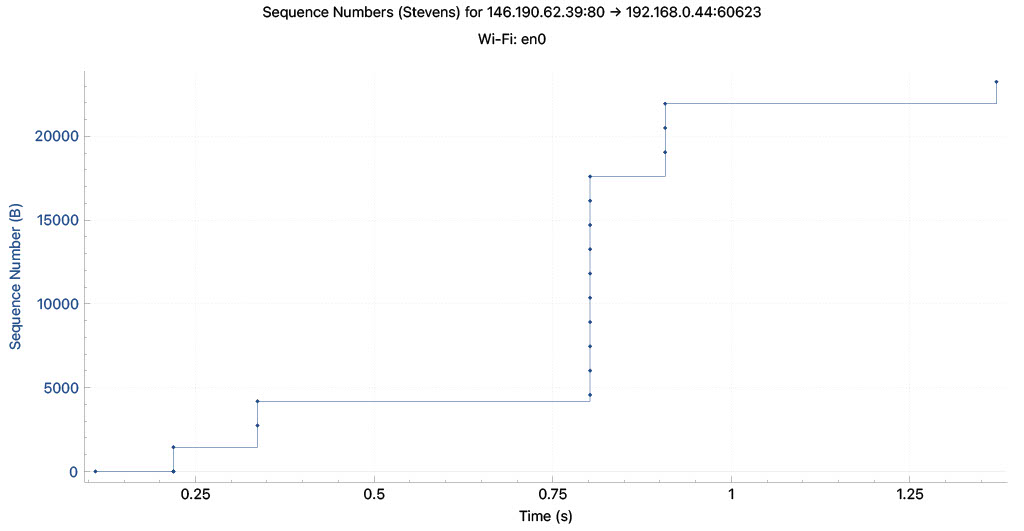 Sequence Numbers (Stevens) for 146.190.62.39:80 → 192.168.0.44:60623
Wi-Fi: en0
Sequence Number (B)
20000
15000
10000
5000
0
0.25 0.5 0.75 1 1.25
Time (s)